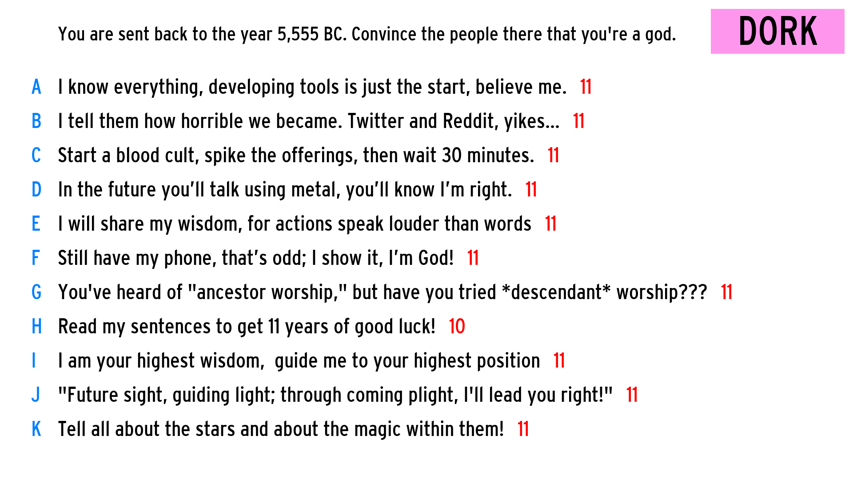 You are sent back to the year 5,555 BC. Convince the people there that you're a god.
DORK
A I know everything, developing tools is just the start, believe me. 11
B I tell them how horrible we became. Twitter and Reddit, yikes... 11
C Start a blood cult, spike the offerings, then wait 30 minutes. 11
D In the future you’ll talk using metal, you’ll know I’m right. 11
E I will share my wisdom, for actions speak louder than words 11
F Still have my phone, that’s odd; I show it, I’m God! 11
G You've heard of "ancestor worship," but have you tried *descendant* worship??? 11
H Read my sentences to get 11 years of good luck! 10
I I am your highest wisdom,  guide me to your highest position 11
J "Future sight, guiding light; through coming plight, I'll lead you right!" 11
K Tell all about the stars and about the magic within them! 11